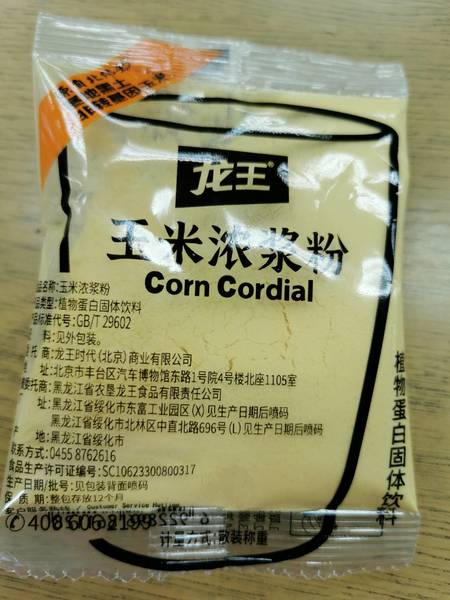 龙王®
玉米浓浆粉
Corn Cordial
品名称:玉米浓浆粉
品类型:植物蛋白固体饮料
品标准代号:GB/T 29602
料:见外包装。
托商:龙王时代(北京)商业有限公司
址:北京市丰台区汽车博物馆东路1号院4号楼北座1105室
受委托商:黑龙江省农垦龙王食品有限责任公司
址:黑龙江省绥化市东富工业园区(X)见生产日期后喷码
黑龙江省绥化市北林区中直北路696号(L)见生产日期后喷码
地:黑龙江省绥化市
联系方式:0455 8762616
食品生产许可证编号:SC10623300800317
生产日期/批号:见包装背面喷码
保质期:整包存放12个月
Customer Service Hotline
计量方式:散装称重
植物蛋白固体饮料